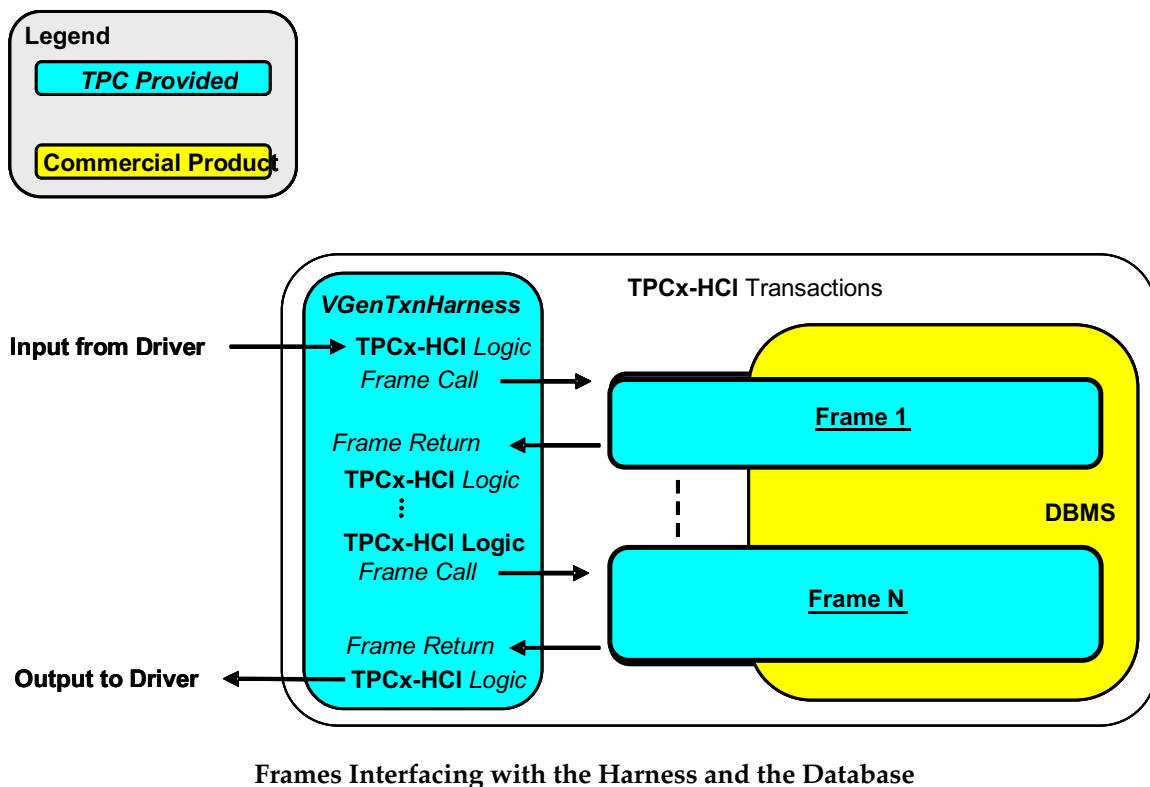 Legend
TPC Provided
Commercial Product
TPCx-HCI Transactions
VGenTxnHarness
Input from Driver
TPCx-HCI Logic
Frame Call
Frame 1
Frame Return
TPCx-HCI Logic
DBMS
TPCx-HCI Logic
Frame Call
Frame N
Frame Return
Output to Driver
TPCx-HCI Logic
Frames Interfacing with the Harness and the Database